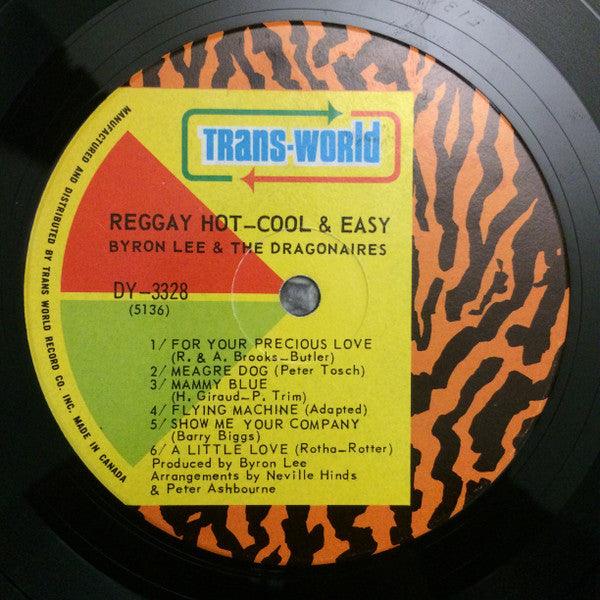 TRANS-WORLD
REGGAY HOT-COOL & EASY
BYRON LEE & THE DRAGONAIRES
DY-3328
(5136)
1/ FOR YOUR PRECIOUS LOVE
(R. & A. Brooks-Butler)
2/ MEAGRE DOG (Peter Tosch)
3/ MAMMY BLUE
(H. Giraud-P. Trim)
4/ FLYING MACHINE (Adapted)
5/ SHOW ME YOUR COMPANY
(Barry Biggs)
6/ A LITTLE LOVE (Rotha-Rotter)
Produced by Byron Lee
Arrangements by Neville Hinds
& Peter Ashbourne
MANUFACTURED AND DISTRIBUTED BY TRANS WORLD RECORD CO. INC. MADE IN CANADA